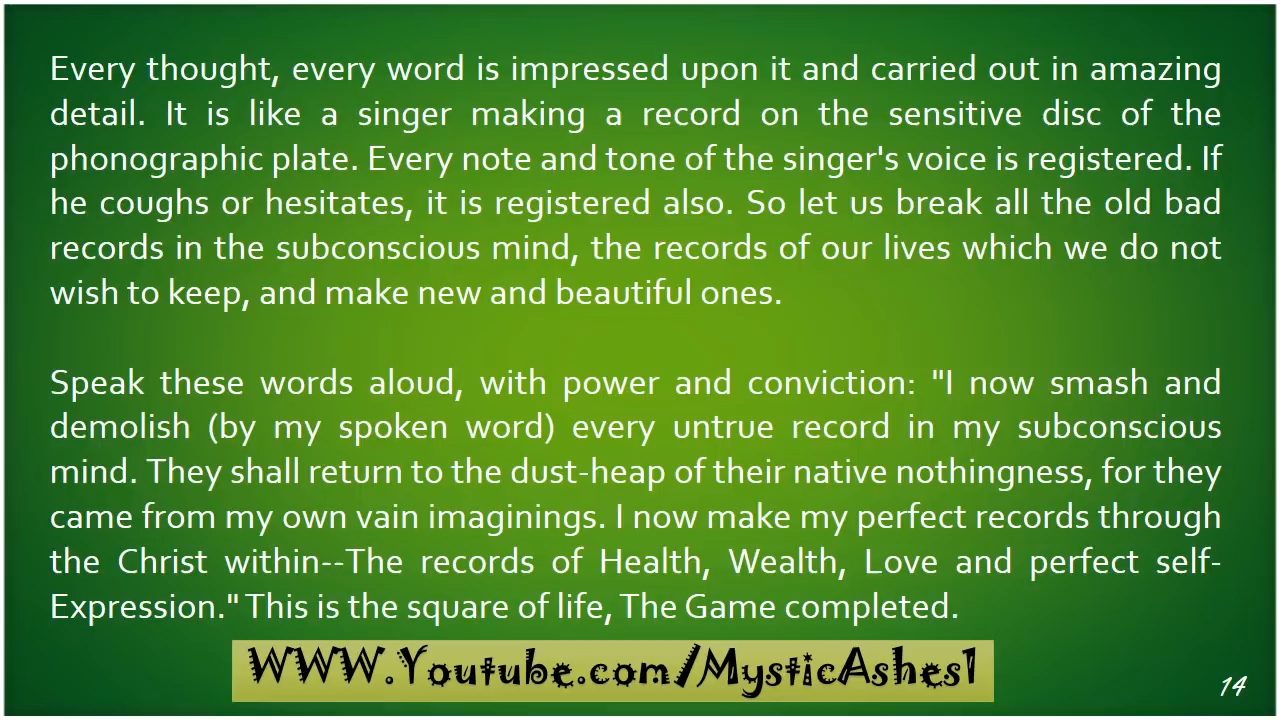 Every thought, every word is impressed upon it and carried out in amazing
detail. It is like a singer making a record on the sensitive disc of the
phonographic plate. Every note and tone of the singer's voice is registered. If
he coughs or hesitates, it is registered also. So let us break all the old bad
records in the subconscious mind, the records of our lives which we do not
wish to keep, and make new and beautiful ones.
Speak these words aloud, with power and conviction: "I now smash and
demolish (by my spoken word) every untrue record in my subconscious
mind. They shall return to the dust-heap of their native nothingness, for they
came from my own vain imaginings. I now make my perfect records through
the Christ within--The records of Health, Wealth, Love and perfect self-
Expression." This is the square of life, The Game completed.
WWW.Youtube.com/MysticAshes1
14